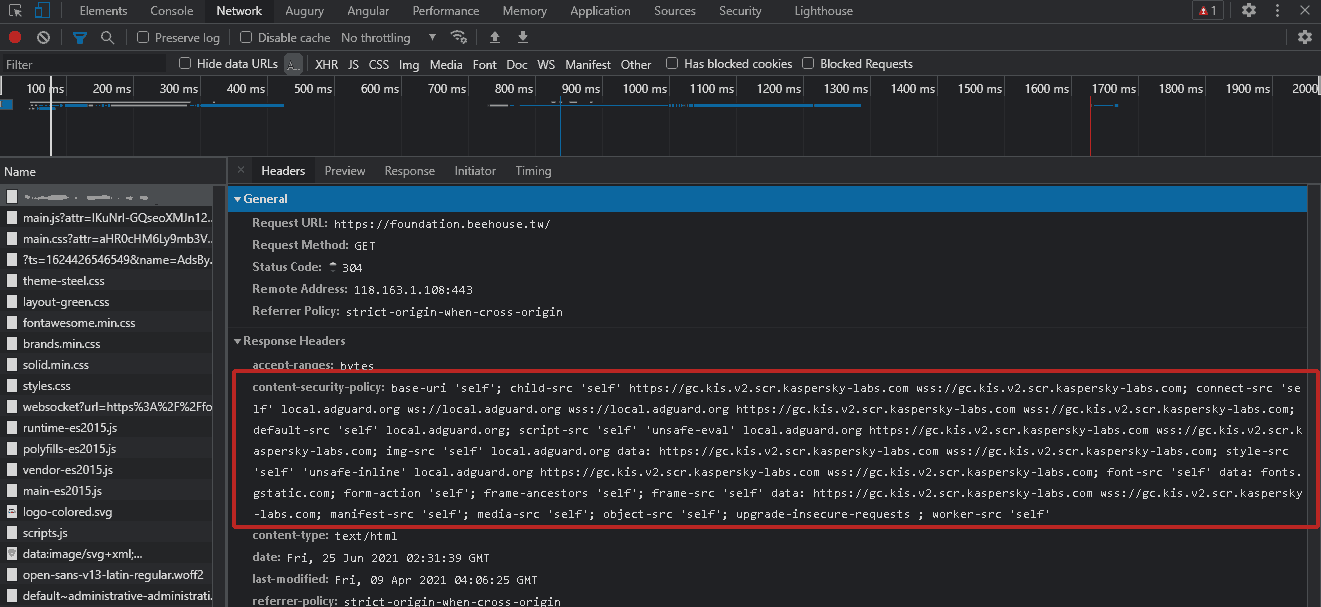 Elements Console Network Augury Angular Performance Memory Application Sources Security Lighthouse 1
Preserve log Disable cache No throttling
Filter Hide data URLs XHR JS CSS Img Media Font Doc WS Manifest Other Has blocked cookies Blocked Requests
100 ms 200 ms 300 ms 400 ms 500 ms 600 ms 700 ms 800 ms 900 ms 1000 ms 1100 ms 1200 ms 1300 ms 1400 ms 1500 ms 1600 ms 1700 ms 1800 ms 1900 ms 2000
Name
main.js?attr=IKuNrI-GQseoXMJn12...
main.css?attr=aHR0cHM6Ly9mb3V...
?ts=1624426546549&name=AdsBy...
theme-steel.css
layout-green.css
fontawesome.min.css
brands.min.css
solid.min.css
styles.css
websocket?url=https%3A%2F%2Ffo
runtime-es2015.js
polyfills-es2015.js
vendor-es2015.js
main-es2015.js
logo-colored.svg
scripts.js
data:image/svg+xml;...
open-sans-v13-latin-regular.woff2
default~administrative-administrati...
Headers Preview Response Initiator Timing
General
Request URL: https://foundation.beehouse.tw/
Request Method: GET
Status Code: 304
Remote Address: 118.163.1.108:443
Referrer Policy: strict-origin-when-cross-origin
Response Headers
accept-ranges: bytes
content-security-policy: base-uri 'self'; child-src 'self' https://gc.kis.v2.scr.kaspersky-labs.com wss://gc.kis.v2.scr.kaspersky-labs.com; connect-src 'se
lf' local.adguard.org ws://local.adguard.org wss://local.adguard.org https://gc.kis.v2.scr.kaspersky-labs.com wss://gc.kis.v2.scr.kaspersky-labs.com;
default-src 'self' local.adguard.org; script-src 'self' 'unsafe-eval' local.adguard.org https://gc.kis.v2.scr.kaspersky-labs.com wss://gc.kis.v2.scr.k
aspersky-labs.com; img-src 'self' local.adguard.org data: https://gc.kis.v2.scr.kaspersky-labs.com wss://gc.kis.v2.scr.kaspersky-labs.com; style-src
'self' 'unsafe-inline' local.adguard.org https://gc.kis.v2.scr.kaspersky-labs.com wss://gc.kis.v2.scr.kaspersky-labs.com; font-src 'self' data: fonts.
gstatic.com; form-action 'self'; frame-ancestors 'self'; frame-src 'self' data: https://gc.kis.v2.scr.kaspersky-labs.com wss://gc.kis.v2.scr.kaspersky
-labs.com; manifest-src 'self'; media-src 'self'; object-src 'self'; upgrade-insecure-requests ; worker-src 'self'
content-type: text/html
date: Fri, 25 Jun 2021 02:31:39 GMT
last-modified: Fri, 09 Apr 2021 04:06:25 GMT
referrer-policy: strict-origin-when-cross-origin